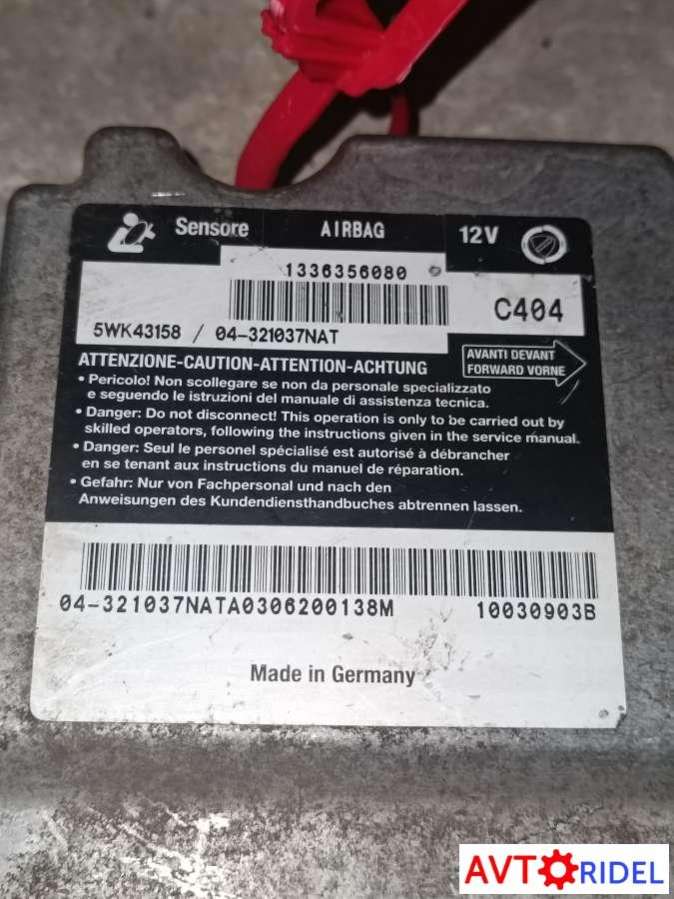 Sensore AIRBAG 12V
1336356080
C404
5WK43158 / 04-321037NAT
ATTENZIONE-CAUTION-ATTENTION-ACHTUNG
AVANTI DEVANT
FORWARD VORNE
• Pericolo! Non scollegare se non da personale specializzato
e seguendo le istruzioni del manuale di assistenza tecnica.
• Danger: Do not disconnect! This operation is only to be carried out by
skilled operators, following the instructions given in the service manual.
• Danger: Seul le personel spécialisé est autorisé à débrancher
en se tenant aux instructions du manuel de réparation.
• Gefahr: Nur von Fachpersonal und nach den
Anweisungen des Kundendiensthandbuches abtrennen lassen.
04-321037NATA0306200138M 10030903B
Made in Germany
AVTORIDEL